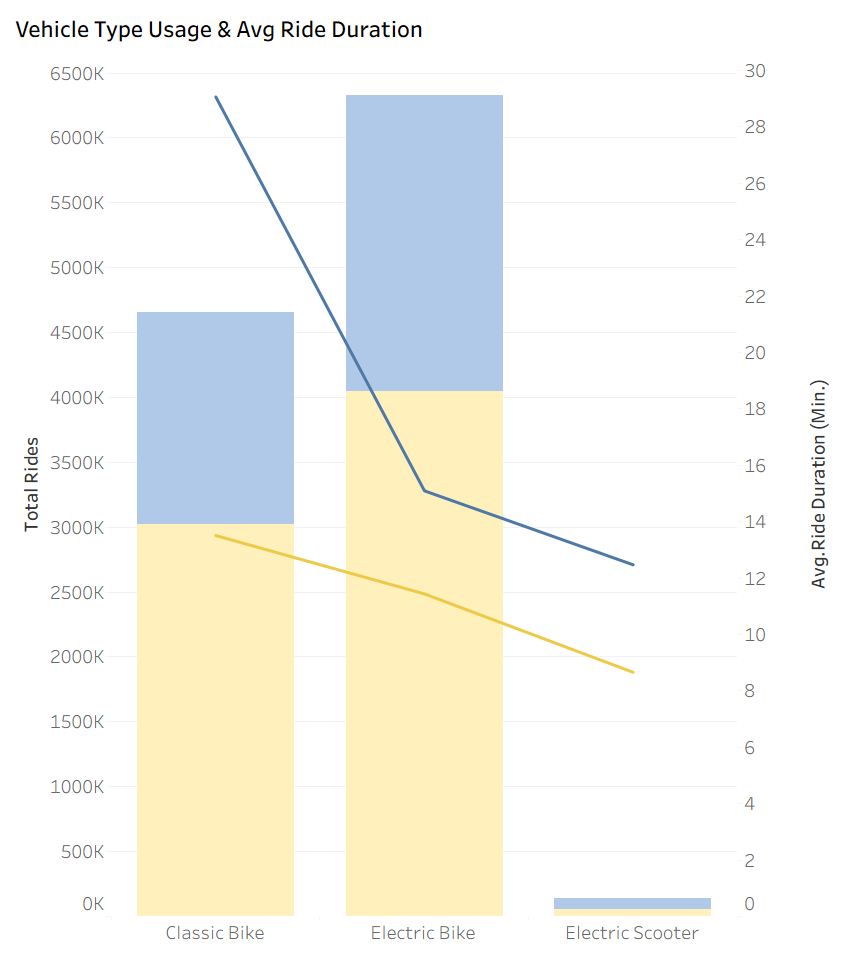 Vehicle Type Usage & Avg Ride Duration
6500K
6000K
5500K
5000K
4500K
4000K
3500K
3000K
2500K
2000K
1500K
1000K
500K
0K
Total Rides
30
28
26
24
22
20
18
16
14
12
10
8
6
4
2
0
Avg.Ride Duration (Min.)
Classic Bike
Electric Bike
Electric Scooter